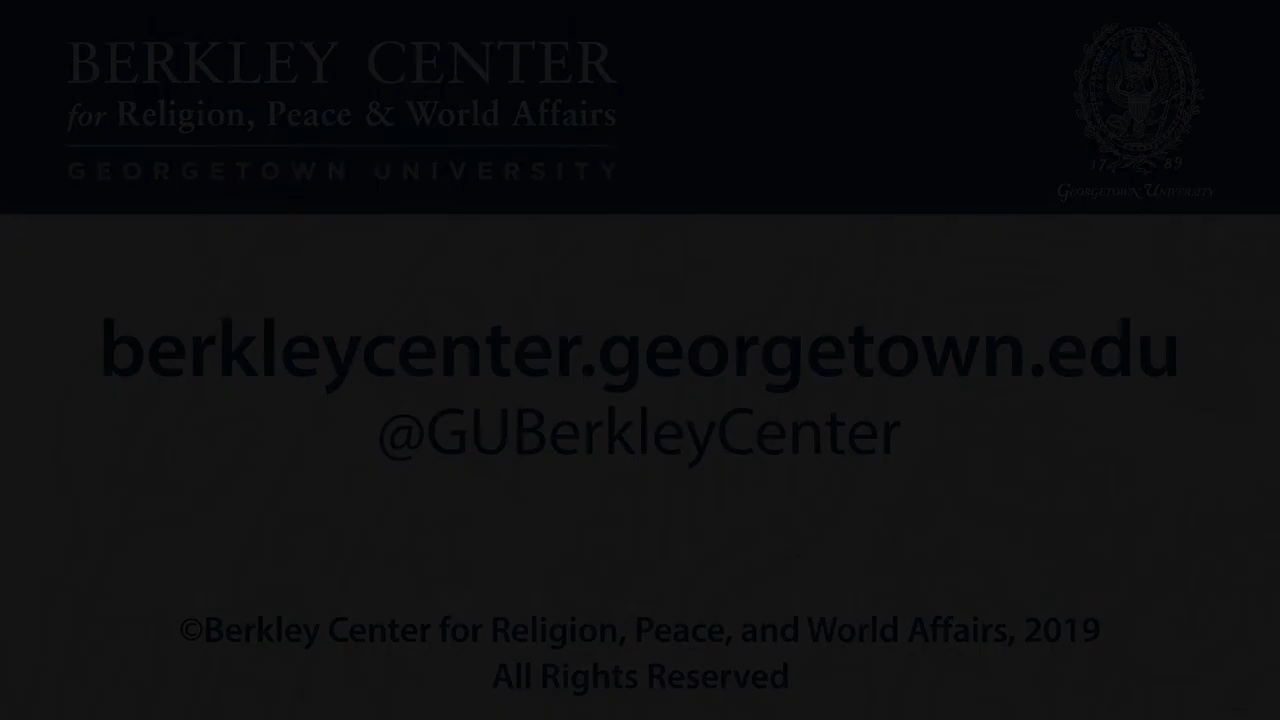 BERKLEY CENTER
for Religion, Peace & World Affairs
GEORGETOWN UNIVERSITY
1789
Georgetown University
berkleycenter.georgetown.edu
@GUBerkleyCenter
©Berkley Center for Religion, Peace, and World Affairs, 2019
All Rights Reserved